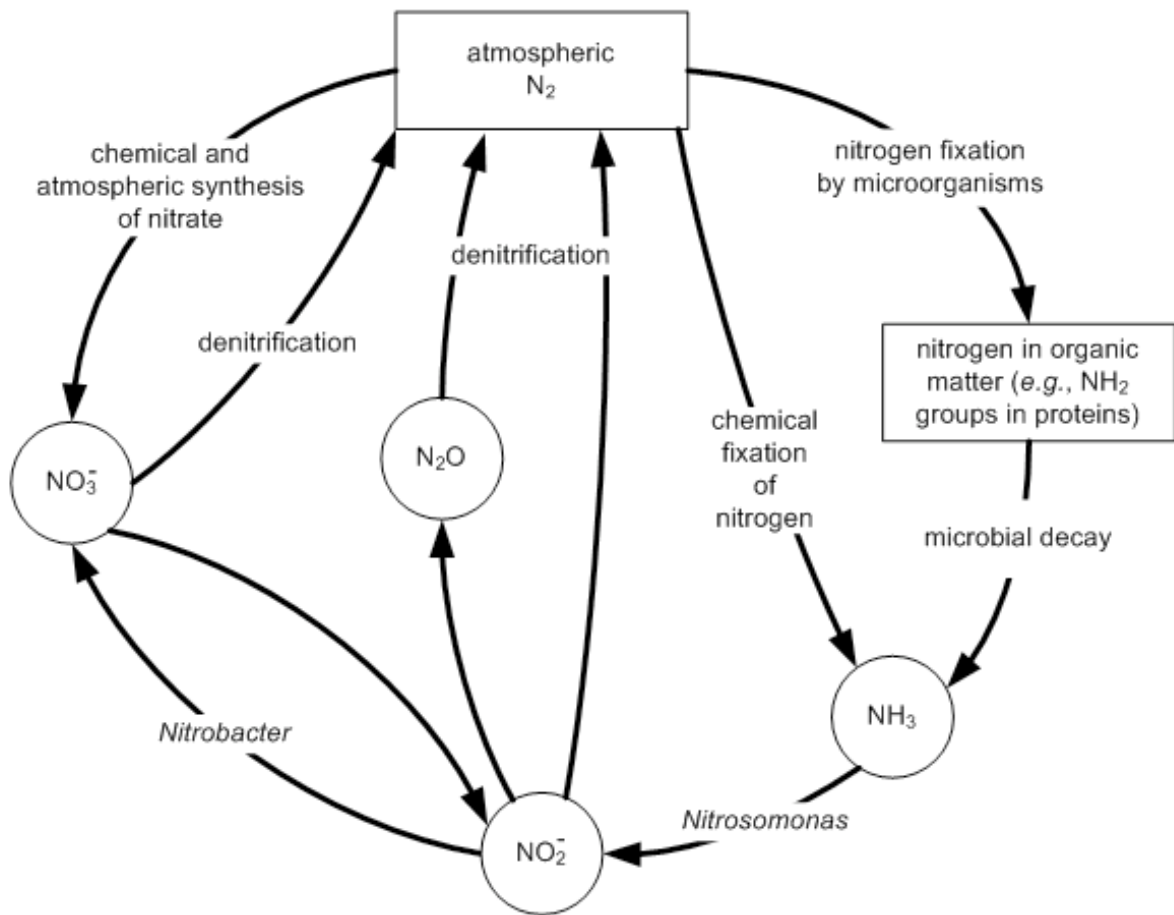 atmospheric
N₂
chemical and
atmospheric synthesis
of nitrate
nitrogen fixation
by microorganisms
denitrification
denitrification
nitrogen in organic
matter (e.g., NH₂
groups in proteins)
chemical
fixation
of
nitrogen
NO₃⁻
N₂O
microbial decay
Nitrobacter
NH₃
Nitrosomonas
NO₂⁻